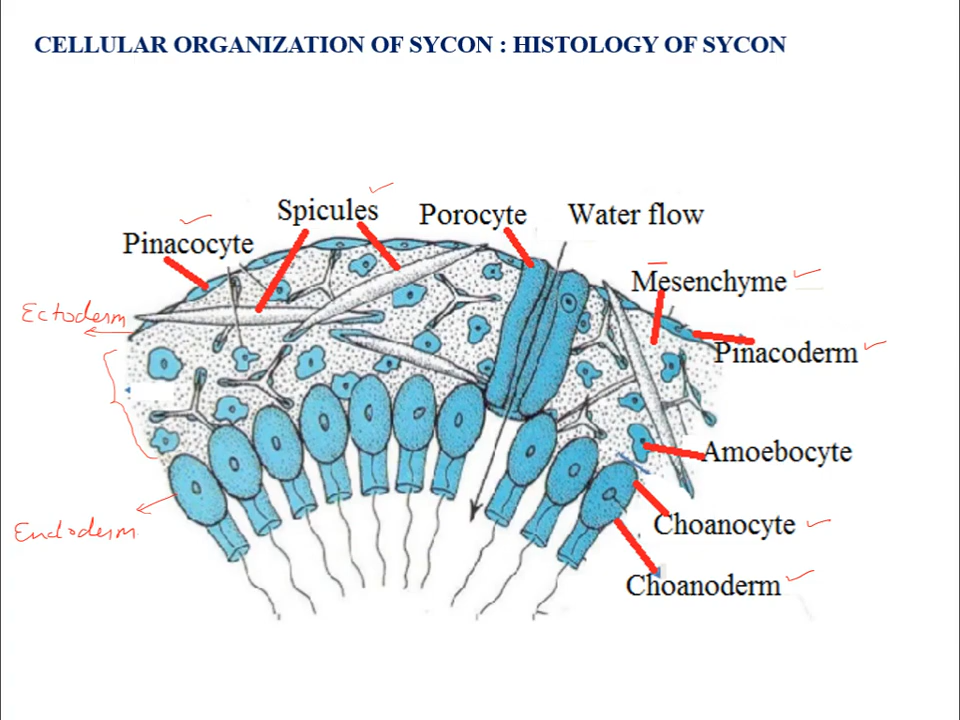 CELLULAR ORGANIZATION OF SYCON : HISTOLOGY OF SYCON
Spicules
Porocyte
Water flow
Pinacocyte
Mesenchyme
Ectoderm
Pinacoderm
Amoebocyte
Choanocyte
Endoderm
Choanoderm